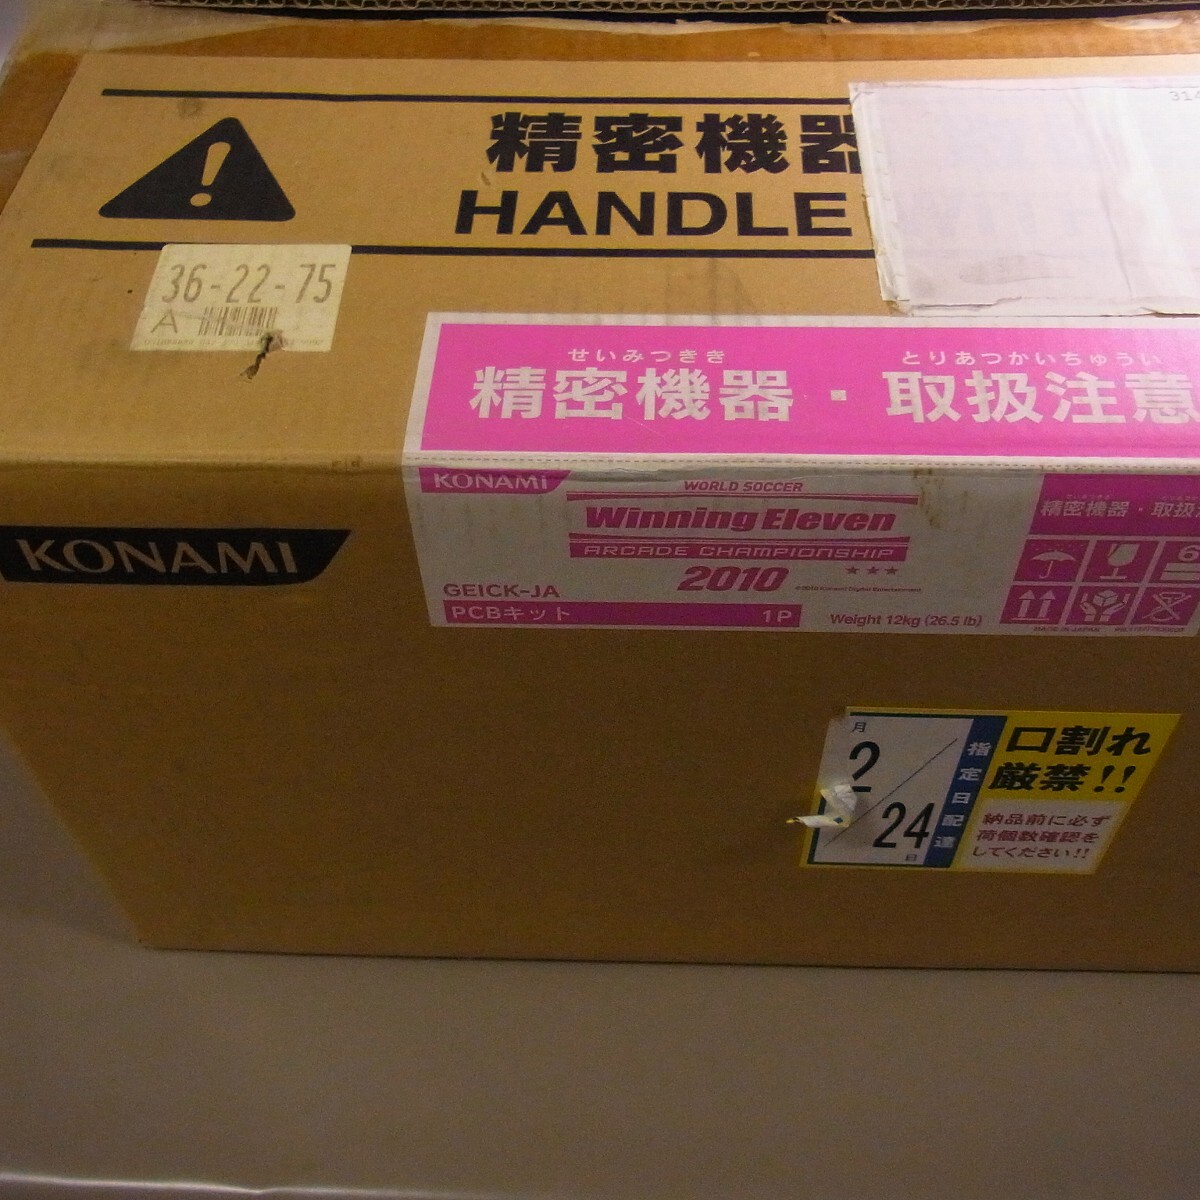 精密機器
HANDLE
314
36-22-75
A
せいみつきき とりあつかいちゅうい
精密機器・取扱注意
KONAMI
WORLD SOCCER
Winning Eleven
ARCADE CHAMPIONSHIP
2010 ★★★
GEICK-JA
PCBキット 1P
Weight 12kg (26.5 lb)
精密機器・取扱
6
MADE IN JAPAN
KONAMI
月
2
24
日
指定日配達
口割れ
厳禁!!
納品前に必ず
荷個数確認を
してください!!